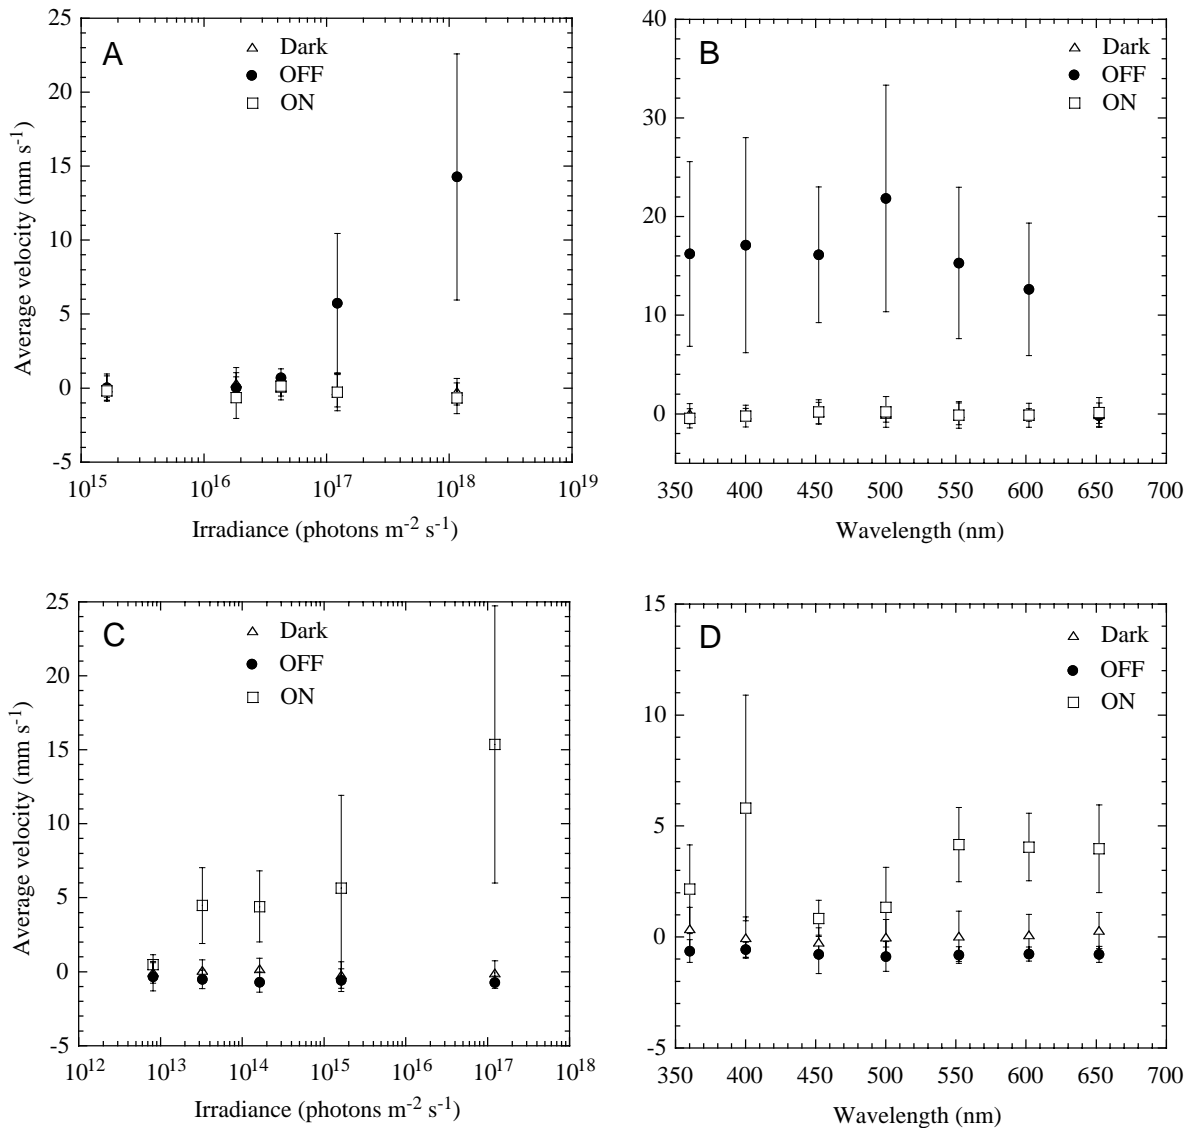 A
Dark
OFF
ON
25
20
15
10
5
0
-5
Average velocity (mm s⁻¹)
10¹⁵ 10¹⁶ 10¹⁷ 10¹⁸ 10¹⁹
Irradiance (photons m⁻² s⁻¹)
B
Dark
OFF
ON
40
30
20
10
0
350 400 450 500 550 600 650 700
Wavelength (nm)
C
Dark
OFF
ON
25
20
15
10
5
0
-5
Average velocity (mm s⁻¹)
10¹² 10¹³ 10¹⁴ 10¹⁵ 10¹⁶ 10¹⁷ 10¹⁸
Irradiance (photons m⁻² s⁻¹)
D
Dark
OFF
ON
15
10
5
0
-5
350 400 450 500 550 600 650 700
Wavelength (nm)